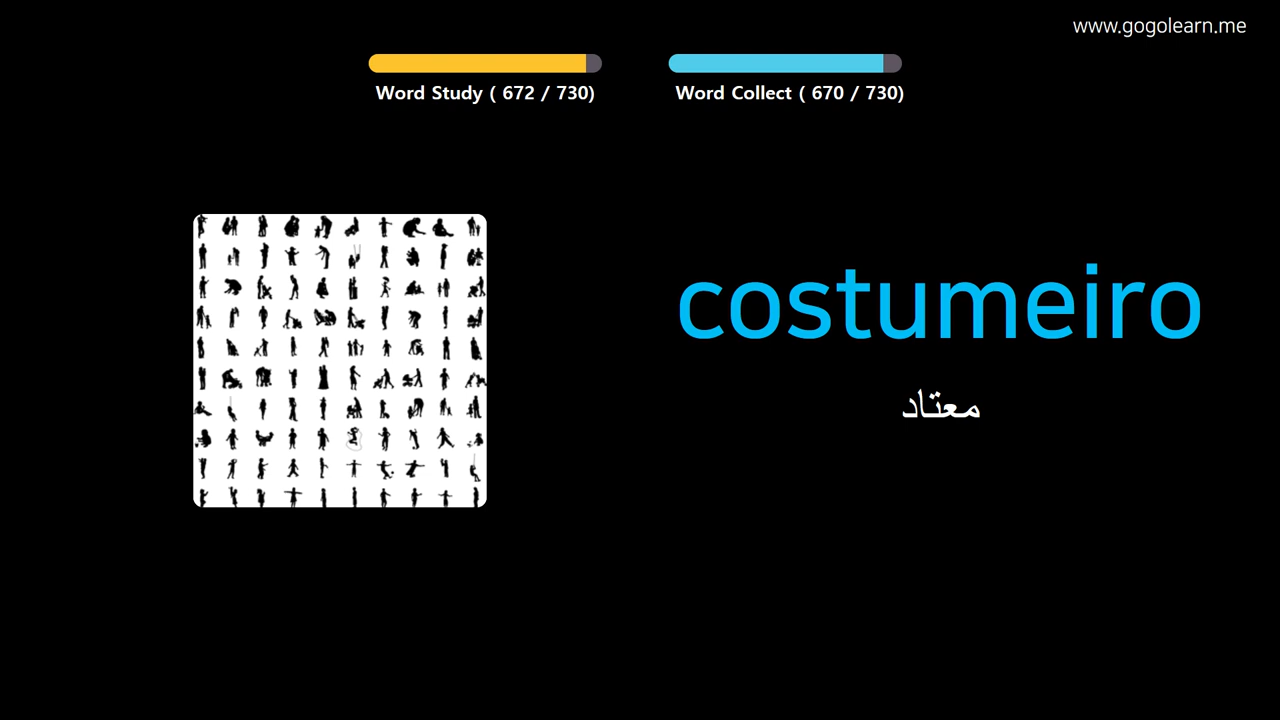 www.gogolearn.me
Word Study ( 672 / 730)
Word Collect ( 670 / 730)
costumeiro
معتاد